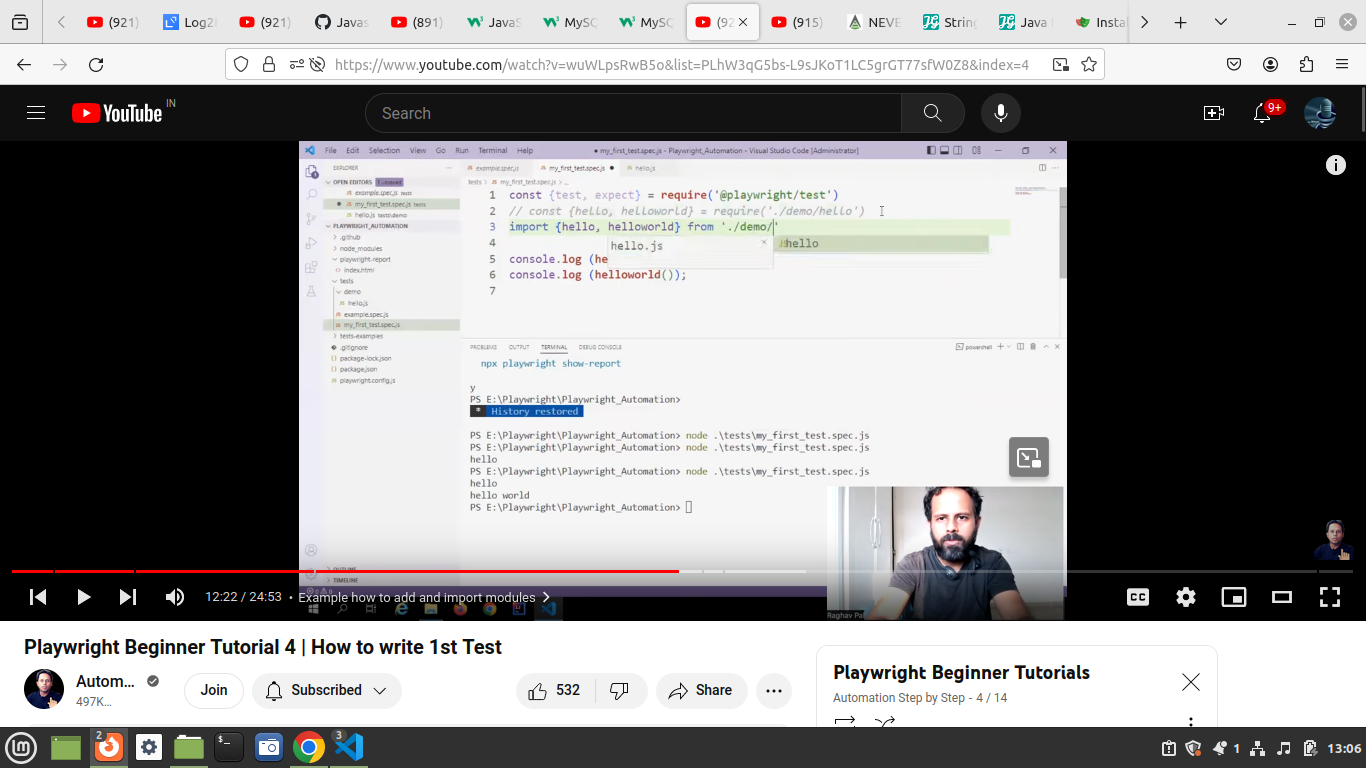 (921)
Log2
(921)
Javas
(891)
JavaS
MySQ
MySQ
(92
(915)
NEVE
String
Java
Instal
https://www.youtube.com/watch?v=wuWLpsRwB5o&list=PLhW3qG5bs-L9sJKoT1LC5grGT77sfW0Z8&index=4
YouTube IN
Search
9+
File Edit Selection View Go Run Terminal Help
● my_first_test.spec.js - Playwright_Automation - Visual Studio Code [Administrator]
EXPLORER
example.spec.js my_first_test.spec.js ● hello.js
OPEN EDITORS 1 unsaved
tests > my_first_test.spec.js > ...
example.spec.js tests
my_first_test.spec.js tests
hello.js tests\demo
PLAYWRIGHT_AUTOMATION
.github
node_modules
playwright-report
index.html
tests
demo
hello.js
example.spec.js
my_first_test.spec.js
tests-examples
.gitignore
package-lock.json
package.json
playwright.config.js
OUTLINE
TIMELINE
1 const {test, expect} = require('@playwright/test')
2 // const {hello, helloworld} = require('./demo/hello')
3 import {hello, helloworld} from './demo/'
4
hello.js
hello
5 console.log (he
6 console.log (helloworld());
7
PROBLEMS OUTPUT TERMINAL DEBUG CONSOLE
powershell
npx playwright show-report
y
PS E:\Playwright\Playwright_Automation>
* History restored
PS E:\Playwright\Playwright_Automation> node .\tests\my_first_test.spec.js
PS E:\Playwright\Playwright_Automation> node .\tests\my_first_test.spec.js
hello
PS E:\Playwright\Playwright_Automation> node .\tests\my_first_test.spec.js
hello
hello world
PS E:\Playwright\Playwright_Automation>
Raghav Pal
12:22 / 24:53 • Example how to add and import modules
CC
Playwright Beginner Tutorial 4 | How to write 1st Test
Autom...
497K...
Join
Subscribed
532
Share
Playwright Beginner Tutorials
Automation Step by Step - 4 / 14
2
3
1
13:06